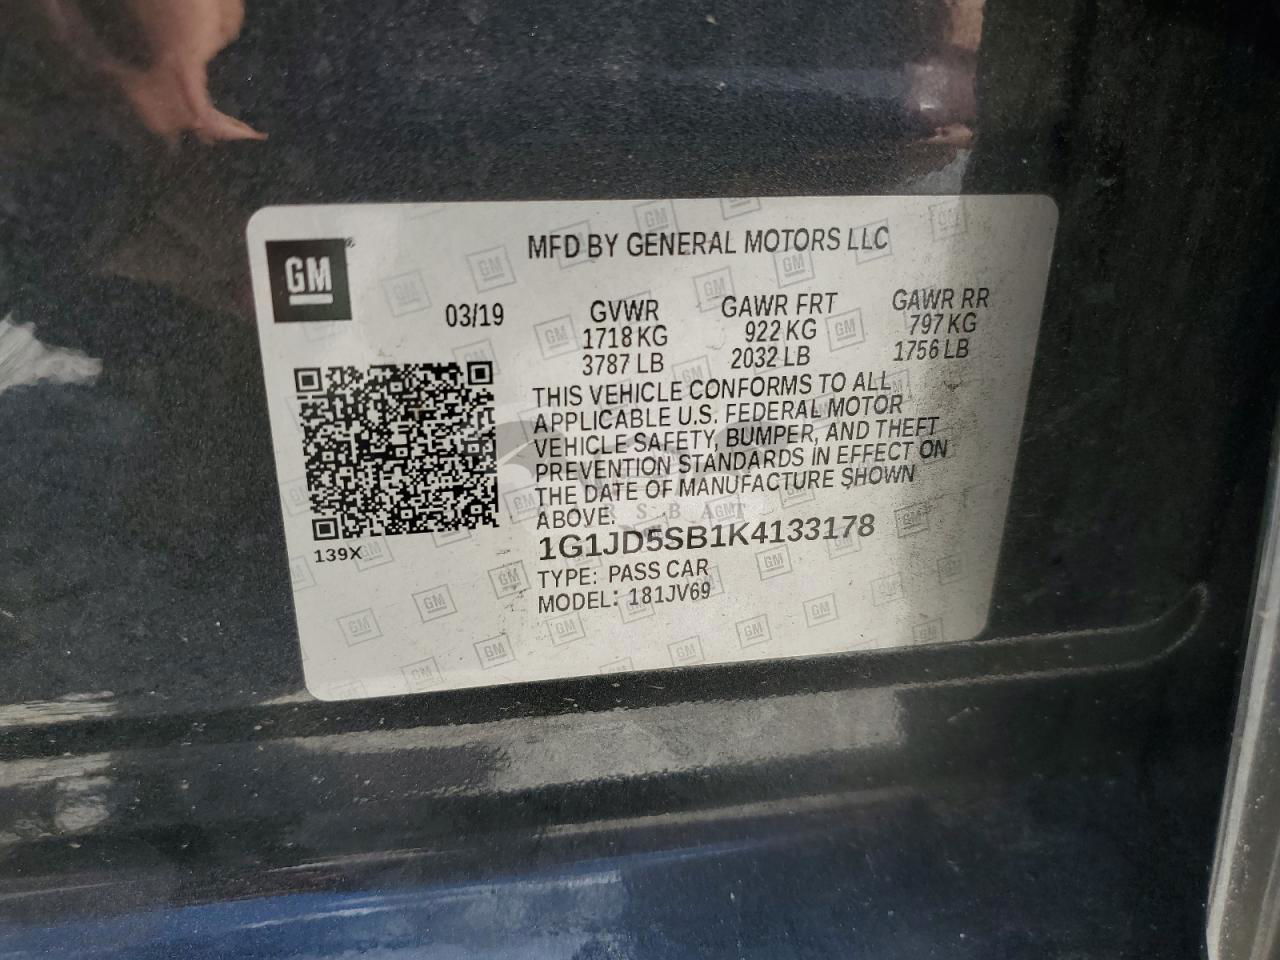 GM
MFD BY GENERAL MOTORS LLC
03/19
GVWR
GAWR FRT
GAWR RR
1718 KG
922 KG
797 KG
3787 LB
2032 LB
1756 LB
THIS VEHICLE CONFORMS TO ALL
APPLICABLE U.S. FEDERAL MOTOR
VEHICLE SAFETY, BUMPER, AND THEFT
PREVENTION STANDARDS IN EFFECT ON
THE DATE OF MANUFACTURE SHOWN
ABOVE.
1G1JD5SB1K4133178
TYPE: PASS CAR
MODEL: 181JV69
139X